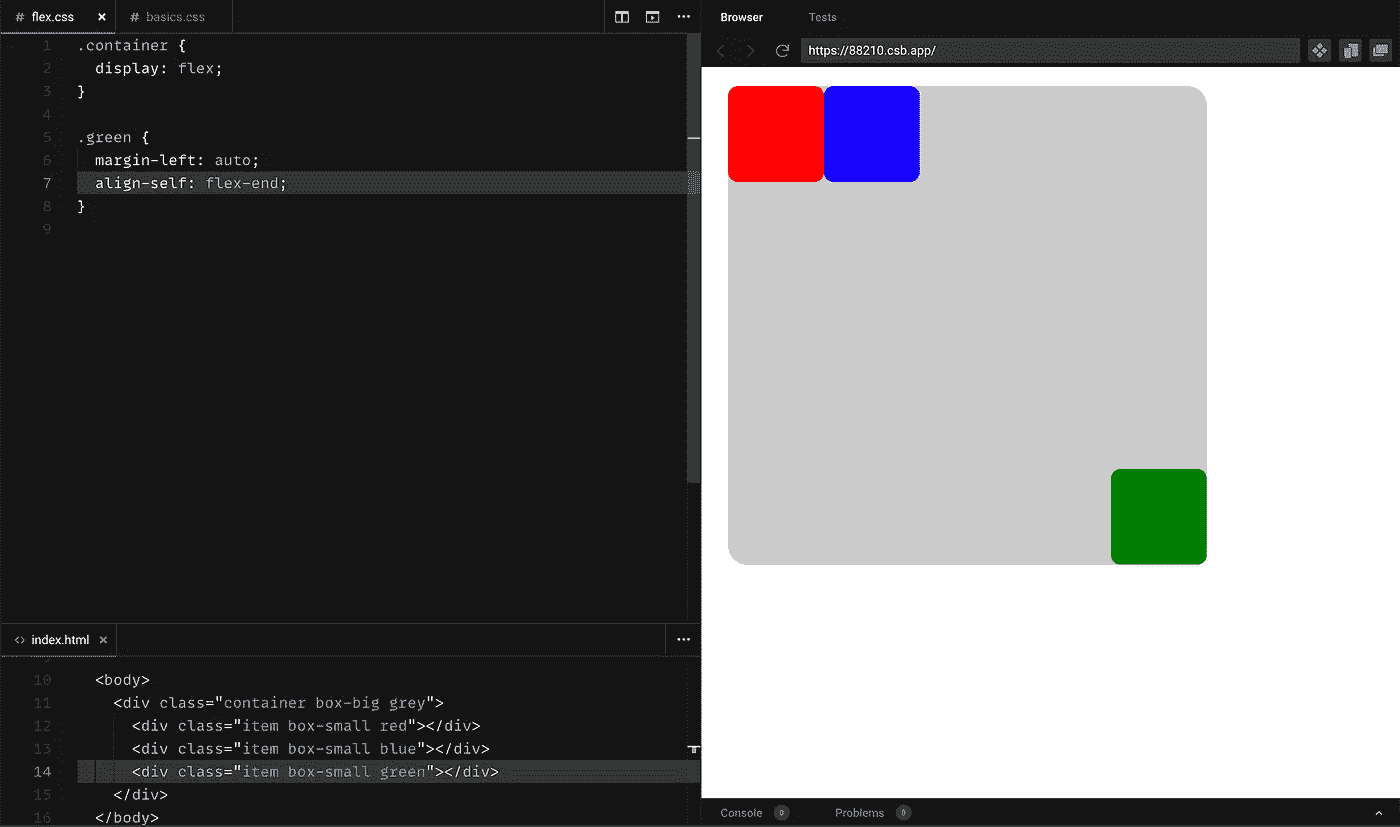 # flex.css × # basics.css
1 .container {
2 display: flex;
3 }
4
5 .green {
6 margin-left: auto;
7 align-self: flex-end;
8 }
9
<> index.html ×
10 <body>
11 <div class="container box-big grey">
12 <div class="item box-small red"></div>
13 <div class="item box-small blue"></div>
14 <div class="item box-small green"></div>
15 </div>
16 </body>
Browser Tests
https://88210.csb.app/
Console 0 Problems 0